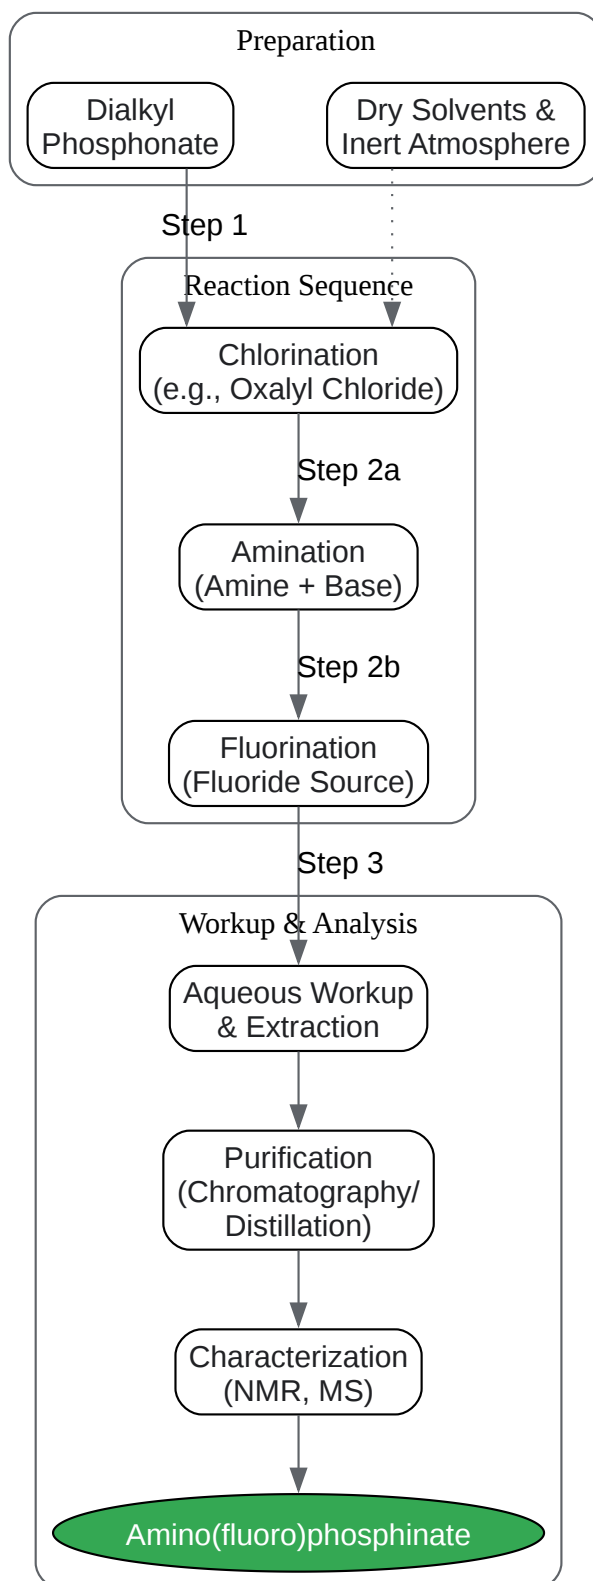 Preparation
Dialkyl
Phosphonate
Dry Solvents &
Inert Atmosphere
Step 1
Reaction Sequence
Chlorination
(e.g., Oxalyl Chloride)
Step 2a
Amination
(Amine + Base)
Step 2b
Fluorination
(Fluoride Source)
Step 3
Workup & Analysis
Aqueous Workup
& Extraction
Purification
(Chromatography/
Distillation)
Characterization
(NMR, MS)
Amino(fluoro)phosphinate